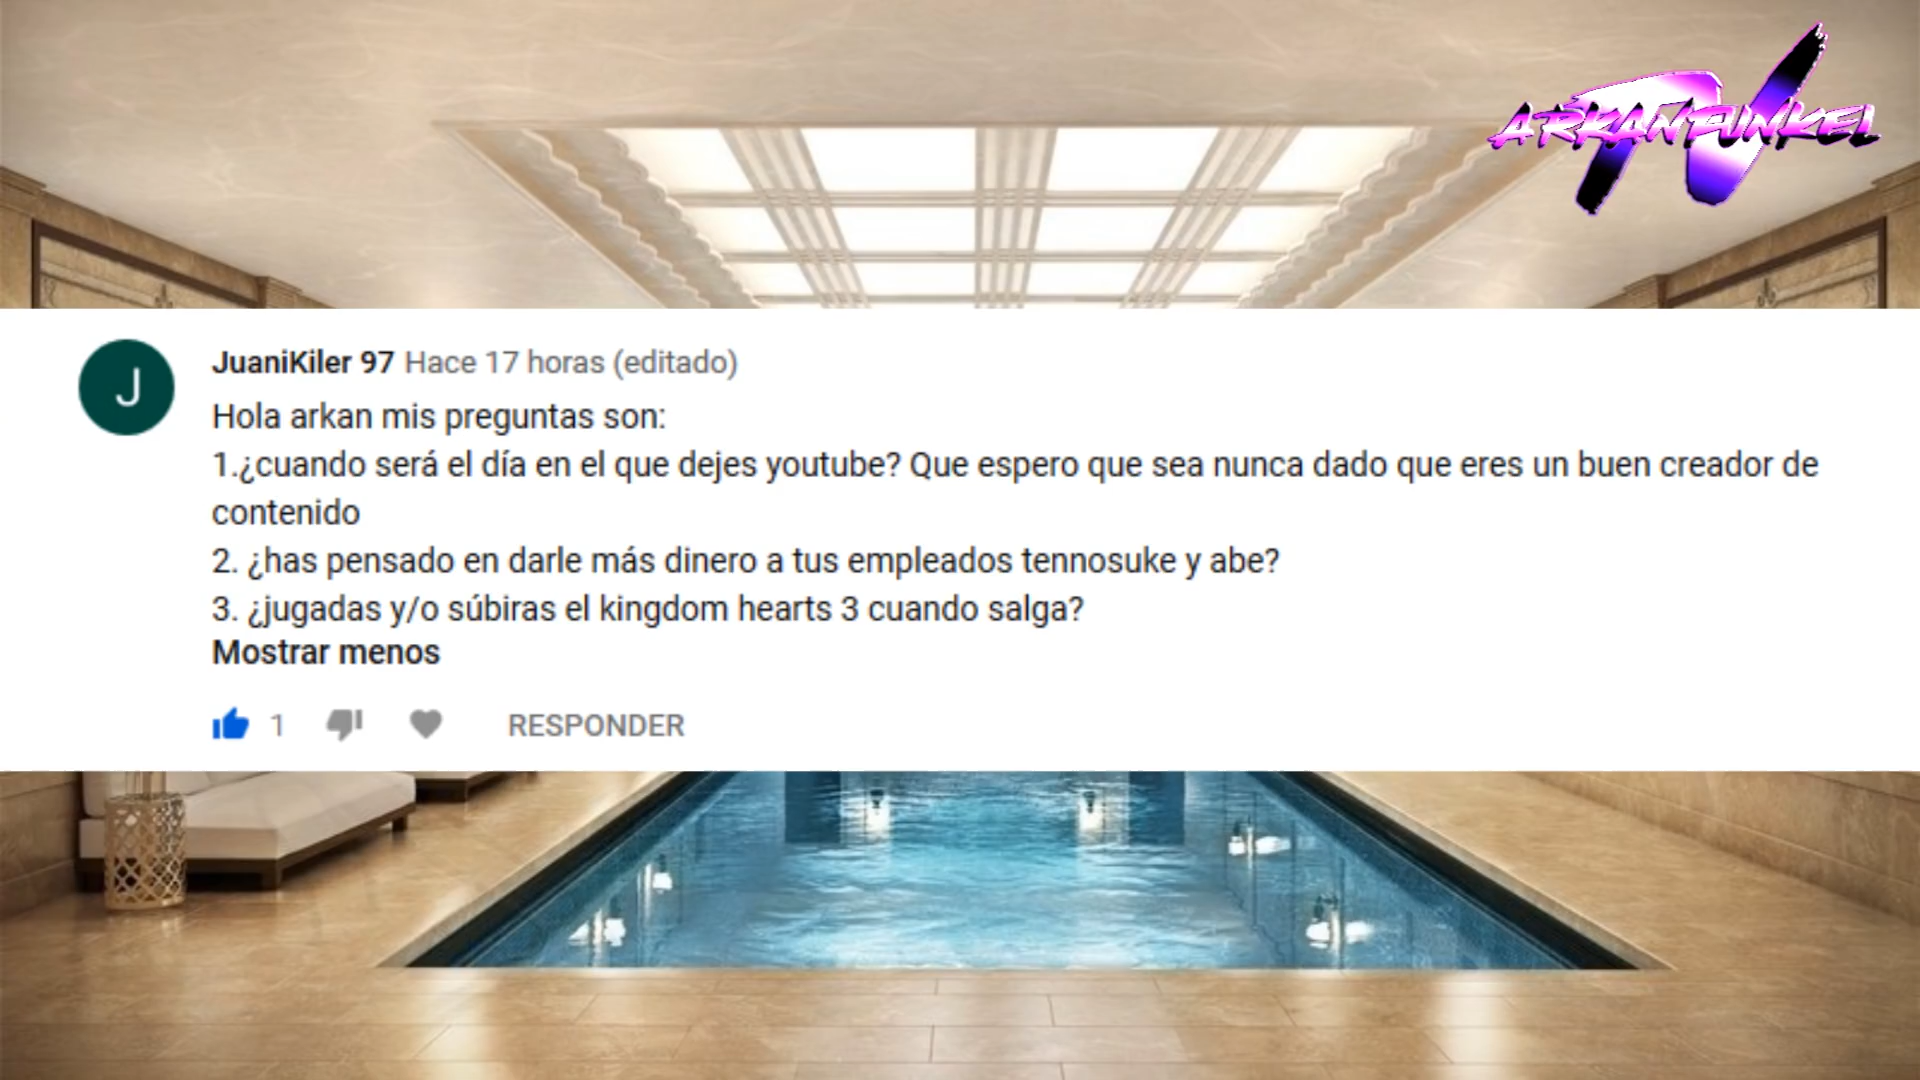 TV
ARKANFUNKEL
J
JuaniKiler 97 Hace 17 horas (editado)
Hola arkan mis preguntas son:
1.¿cuando será el día en el que dejes youtube? Que espero que sea nunca dado que eres un buen creador de
contenido
2. ¿has pensado en darle más dinero a tus empleados tennosuke y abe?
3. ¿jugadas y/o súbiras el kingdom hearts 3 cuando salga?
Mostrar menos
1 RESPONDER